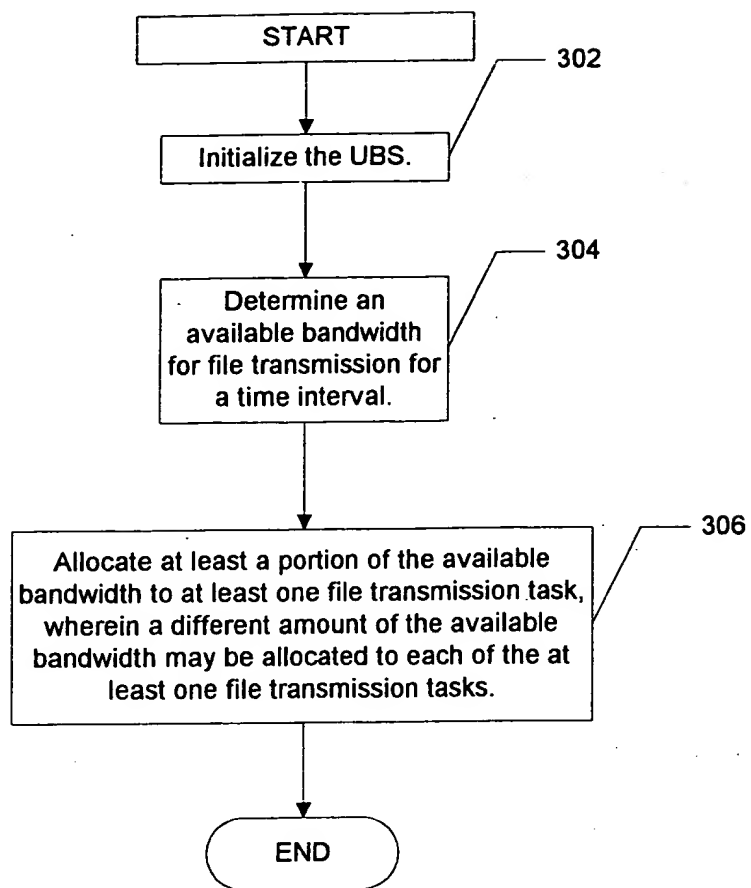 START
302
Initialize the UBS.
304
Determine an
available bandwidth
for file transmission for
a time interval.
306
Allocate at least a portion of the available
bandwidth to at least one file transmission task,
wherein a different amount of the available
bandwidth may be allocated to each of the at
least one file transmission tasks.
END